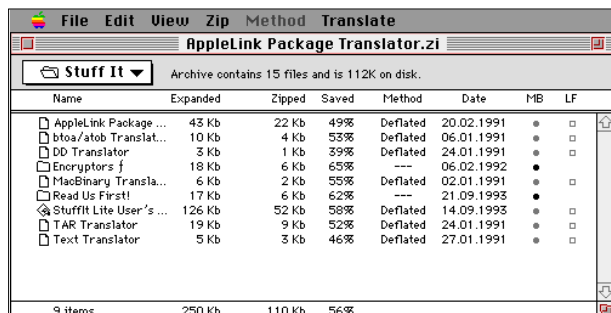 File Edit View Zip Method Translate
AppleLink Package Translator.zi
Stuff It Archive contains 15 files and is 112K on disk.
Name Expanded Zipped Saved Method Date MB LF
AppleLink Package ... 43 Kb 22 Kb 49% Deflated 20.02.1991
btoa/atob Translat... 10 Kb 4 Kb 53% Deflated 06.01.1991
DD Translator 3 Kb 1 Kb 39% Deflated 24.01.1991
Encryptors ƒ 18 Kb 6 Kb 65% --- 06.02.1992
MacBinary Transla... 6 Kb 2 Kb 55% Deflated 02.01.1991
Read Us First! 17 Kb 6 Kb 62% --- 21.09.1993
StuffIt Lite User's ... 126 Kb 52 Kb 58% Deflated 14.09.1993
TAR Translator 19 Kb 9 Kb 52% Deflated 24.01.1991
Text Translator 5 Kb 3 Kb 46% Deflated 27.01.1991
9 items 250 Kb 110 Kb 56%